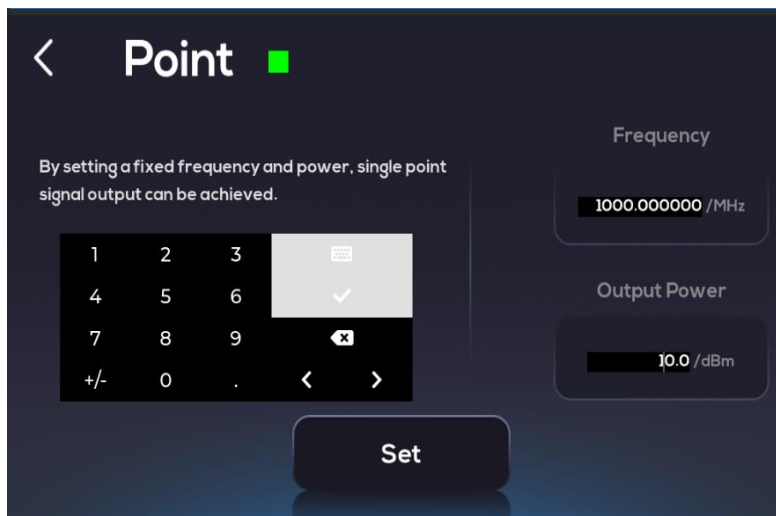 Point
By setting a fixed frequency and power, single point
signal output can be achieved.
1 2 3
4 5 6
7 8 9
+/- 0 .
Set
Frequency
1000.000000 /MHz
Output Power
10.0 /dBm